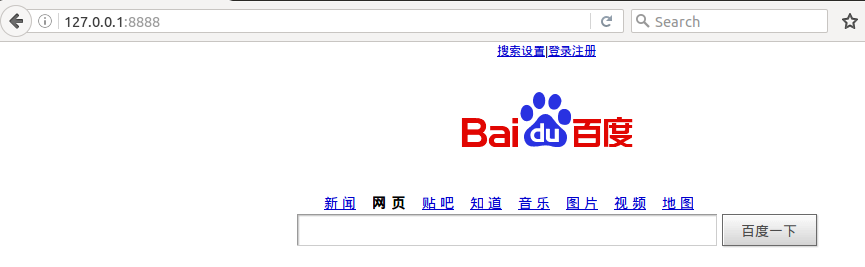 127.0.0.1:8888
Search
搜索设置|登录注册
Bai du 百度
新闻 网页 贴吧 知道 音乐 图片 视频 地图
百度一下